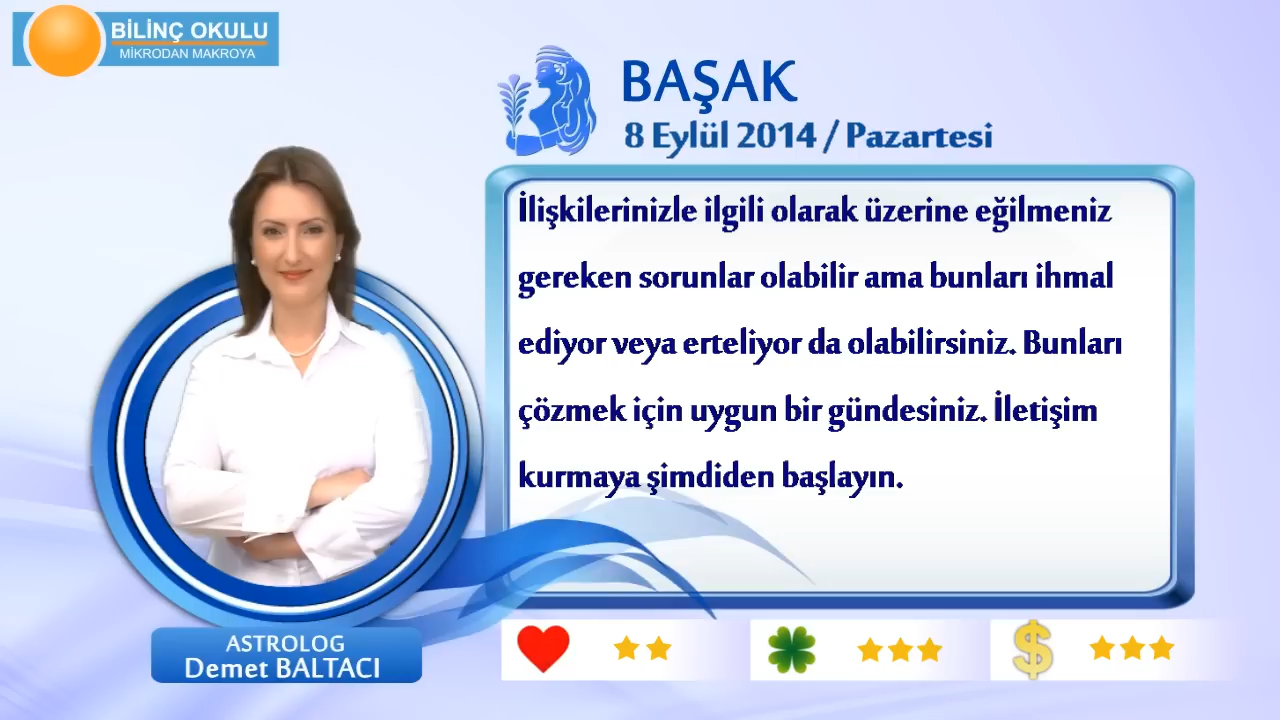 BİLİNÇ OKULU
MİKRODAN MAKROYA
BAŞAK
8 Eylül 2014 / Pazartesi
İlişkilerinizle ilgili olarak üzerine eğilmeniz
gereken sorunlar olabilir ama bunları ihmal
ediyor veya erteliyor da olabilirsiniz. Bunları
çözmek için uygun bir gündesiniz. İletişim
kurmaya şimdiden başlayın.
ASTROLOG
Demet BALTACI
$